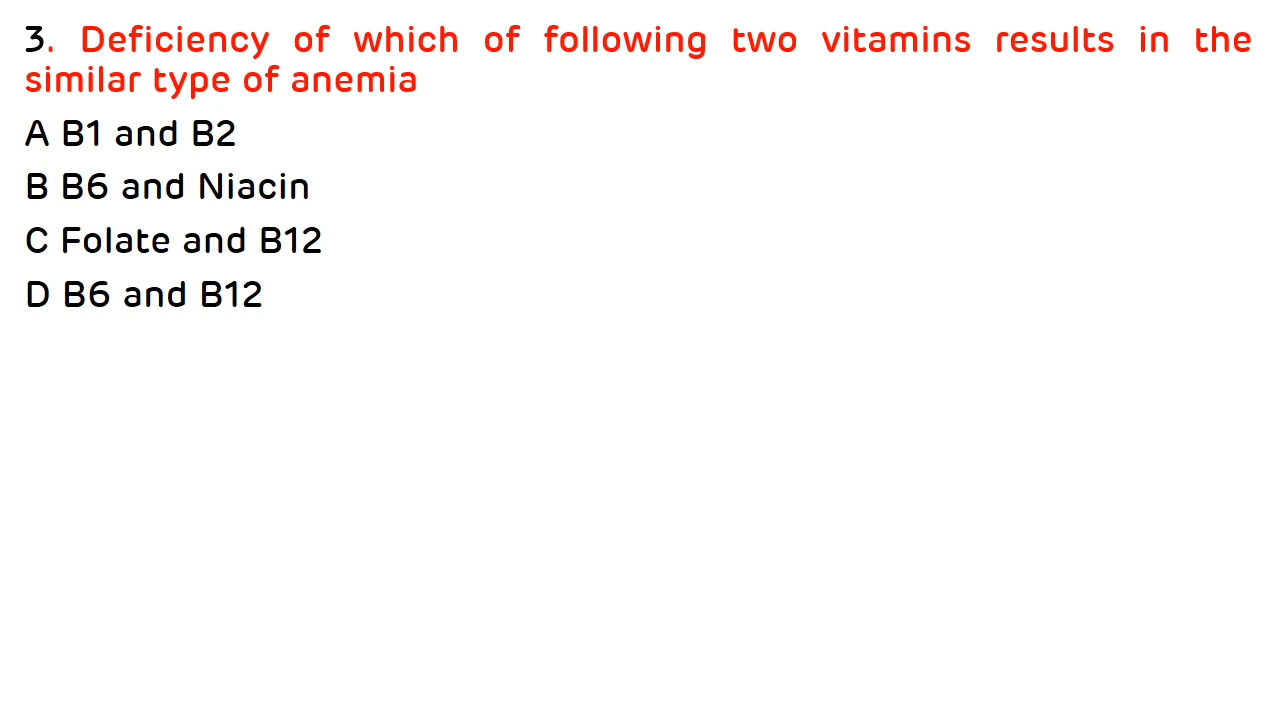 3. Deficiency of which of following two vitamins results in the
similar type of anemia
A B1 and B2
B B6 and Niacin
C Folate and B12
D B6 and B12